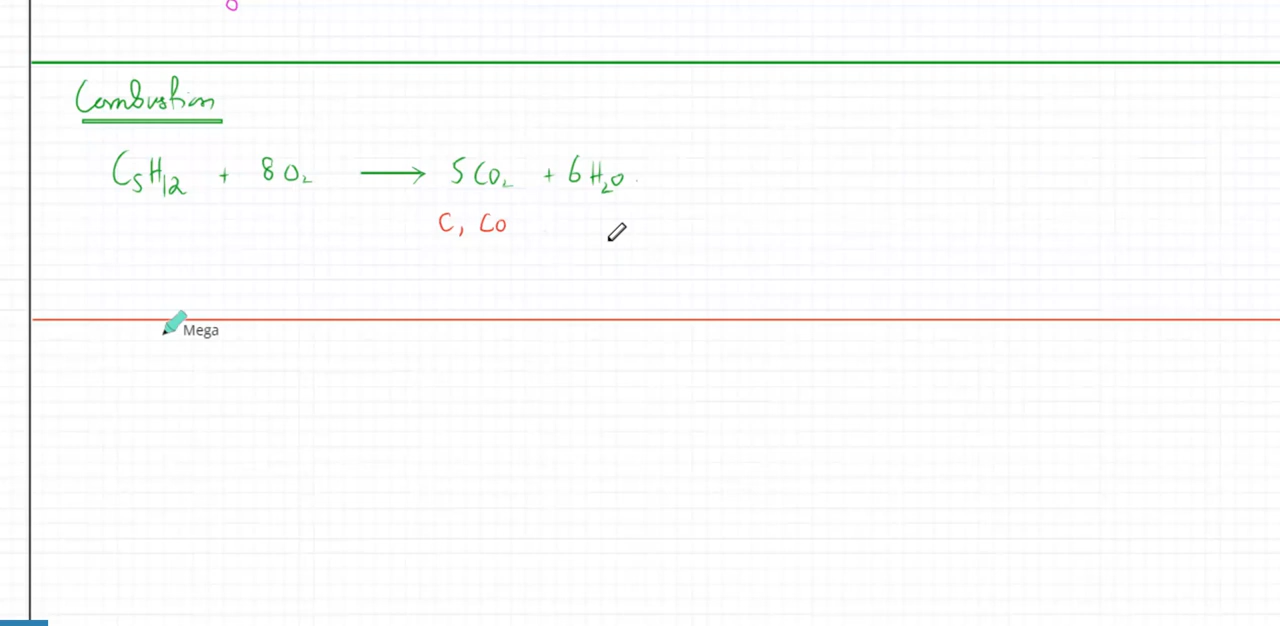 Combustion
C₅H₁₂ + 8O₂ ⟶ 5CO₂ + 6H₂O.
C, CO
Mega